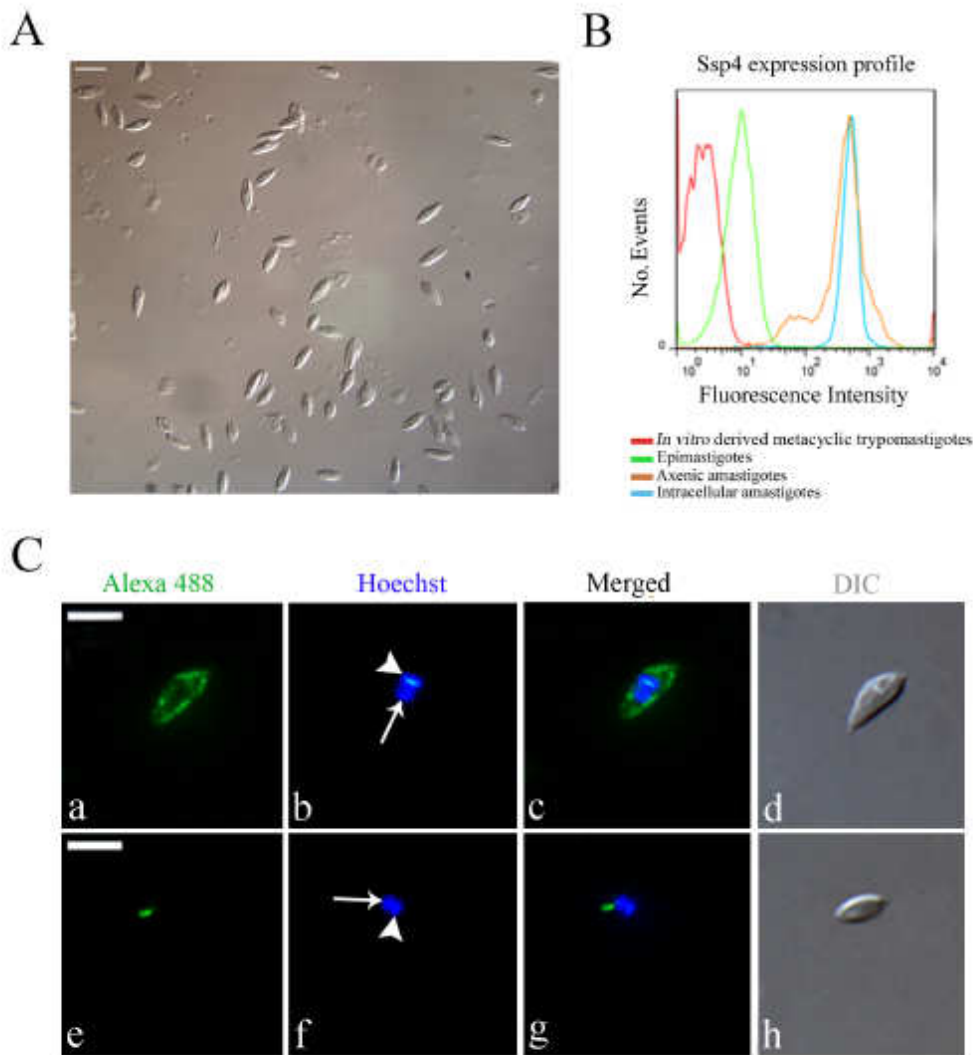 A
B
Ssp4 expression profile
No. Events
0
10^0 10^1 10^2 10^3 10^4
Fluorescence Intensity
In vitro derived metacyclic trypomastigotes
Epimastigotes
Axenic amastigotes
Intracellular amastigotes
C
Alexa 488 Hoechst Merged DIC
a b c d
e f g h